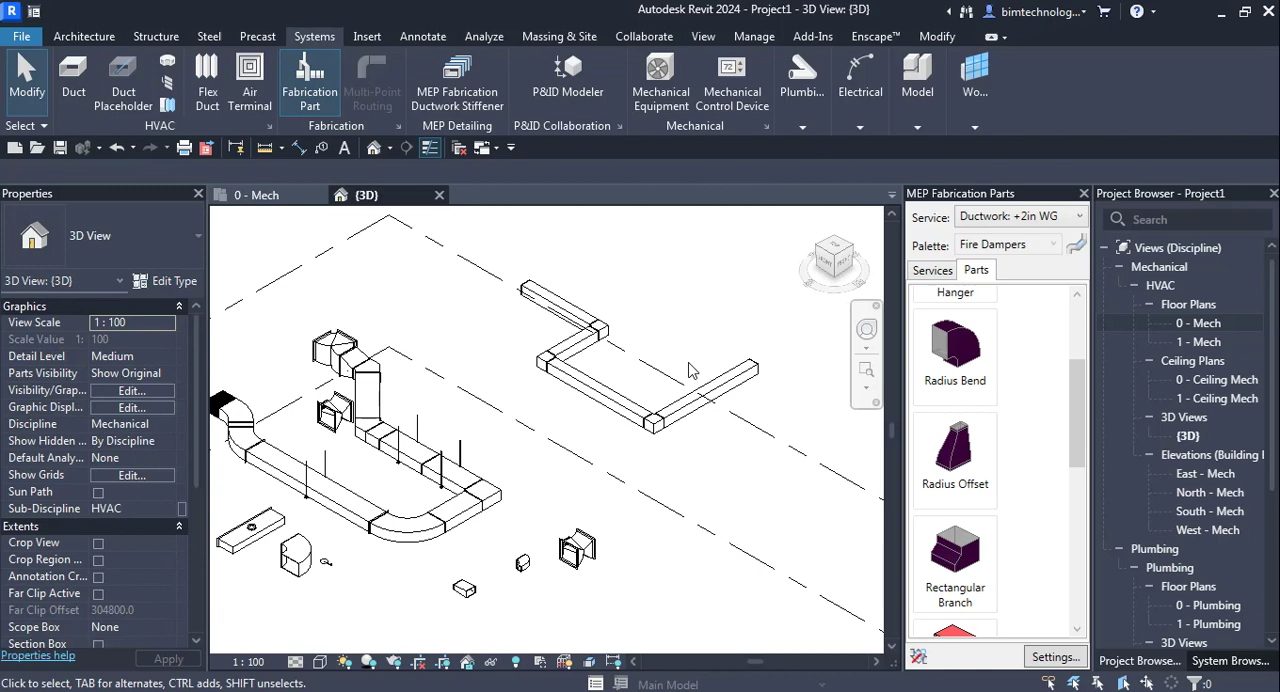 R
Autodesk Revit 2024 - Project1 - 3D View: {3D}
bimtechnolog...
File Architecture Structure Steel Precast Systems Insert Annotate Analyze Massing & Site Collaborate View Manage Add-Ins Enscape™ Modify
Modify
Duct
Duct Placeholder
Flex Duct
Air Terminal
Fabrication Part
Multi-Point Routing
MEP Fabrication Ductwork Stiffener
P&ID Modeler
Mechanical Equipment
Mechanical Control Device
Plumbi...
Electrical
Model
Wo...
Select HVAC Fabrication MEP Detailing P&ID Collaboration Mechanical
Properties
0 - Mech
{3D}
3D View
3D View: {3D}
Edit Type
Graphics
View Scale 1 : 100
Scale Value 1: 100
Detail Level Medium
Parts Visibility Show Original
Visibility/Grap... Edit...
Graphic Displ... Edit...
Discipline Mechanical
Show Hidden ... By Discipline
Default Analy... None
Show Grids Edit...
Sun Path
Sub-Discipline HVAC
Extents
Crop View
Crop Region ...
Annotation Cr...
Far Clip Active
Far Clip Offset 304800.0
Scope Box None
Section Box
Properties help
Apply
MEP Fabrication Parts
Service: Ductwork: +2in WG
Palette: Fire Dampers
Services Parts
Hanger
Radius Bend
Radius Offset
Rectangular
Branch
Settings...
Project Browser - Project1
Search
Views (Discipline)
Mechanical
HVAC
Floor Plans
0 - Mech
1 - Mech
Ceiling Plans
0 - Ceiling Mech
1 - Ceiling Mech
3D Views
{3D}
Elevations (Building
East - Mech
North - Mech
South - Mech
West - Mech
Plumbing
Plumbing
Floor Plans
0 - Plumbing
1 - Plumbing
3D Views
Project Browse... System Brows...
1 : 100
Click to select, TAB for alternates, CTRL adds, SHIFT unselects.
Main Model
:0